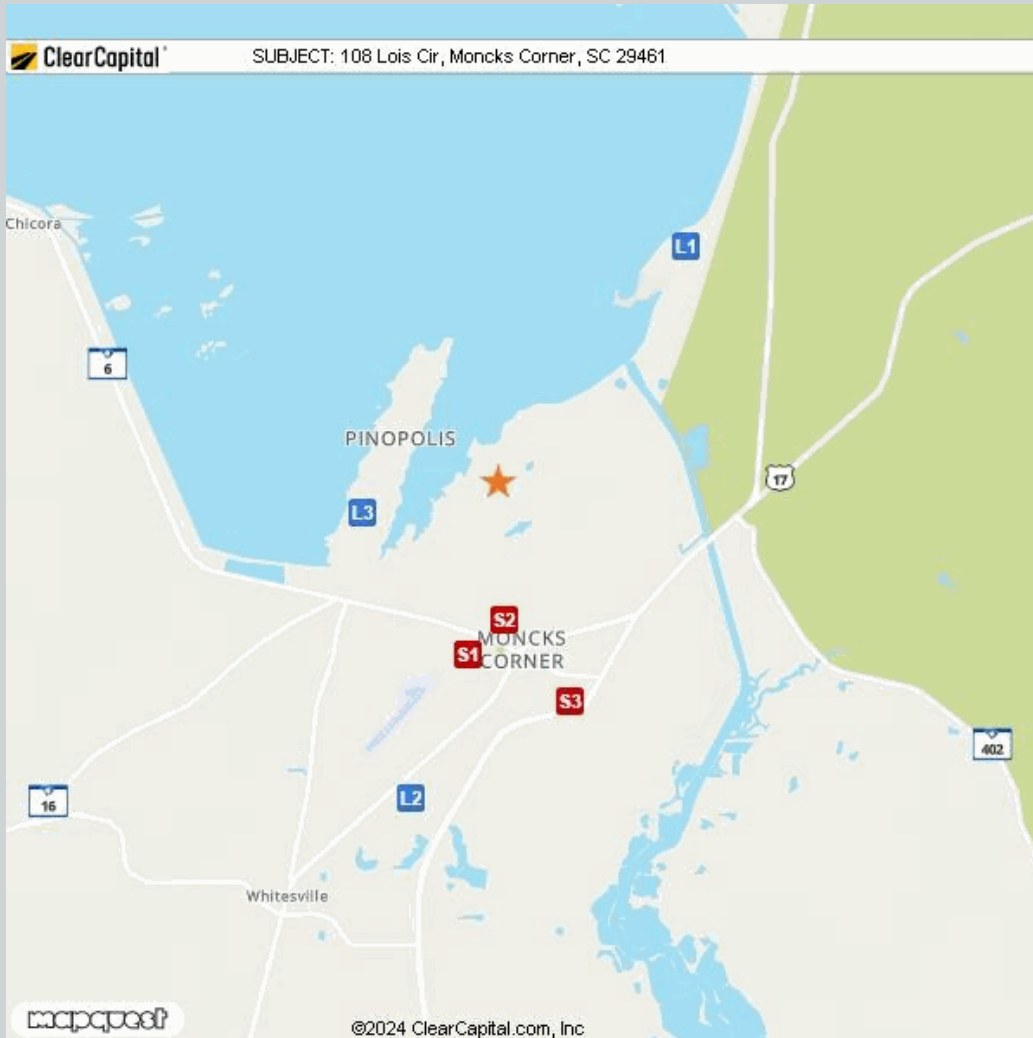 ClearCapital
SUBJECT: 108 Lois Cir, Moncks Corner, SC 29461
Chicora
L1
6
PINOPOLIS
17
L3
S2
MONCKS
S1
CORNER
S3
402
16
L2
Whitesville
mapquest
©2024 ClearCapital.com, Inc